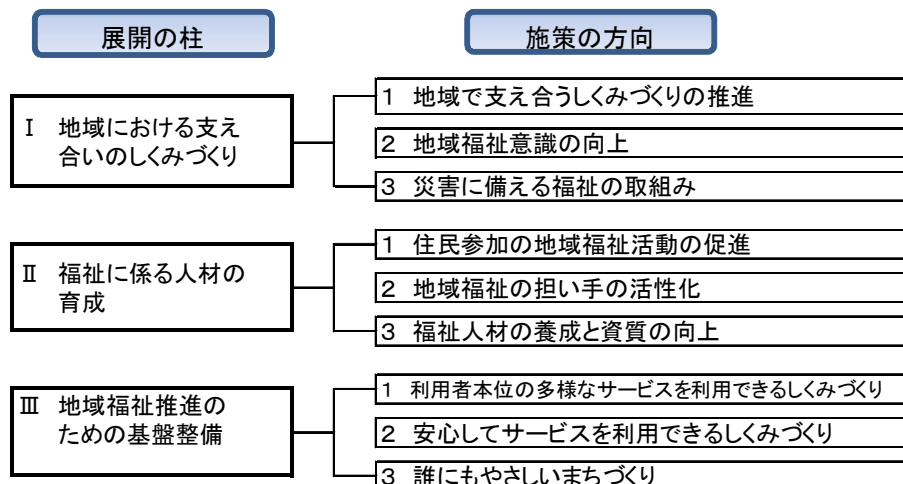 展開の柱
施策の方向
Ⅰ 地域における支え
合いのしくみづくり
1 地域で支え合うしくみづくりの推進
2 地域福祉意識の向上
3 災害に備える福祉の取組み
Ⅱ 福祉に係る人材の
育成
1 住民参加の地域福祉活動の促進
2 地域福祉の担い手の活性化
3 福祉人材の養成と資質の向上
Ⅲ 地域福祉推進の
ための基盤整備
1 利用者本位の多様なサービスを利用できるしくみづくり
2 安心してサービスを利用できるしくみづくり
3 誰にもやさしいまちづくり